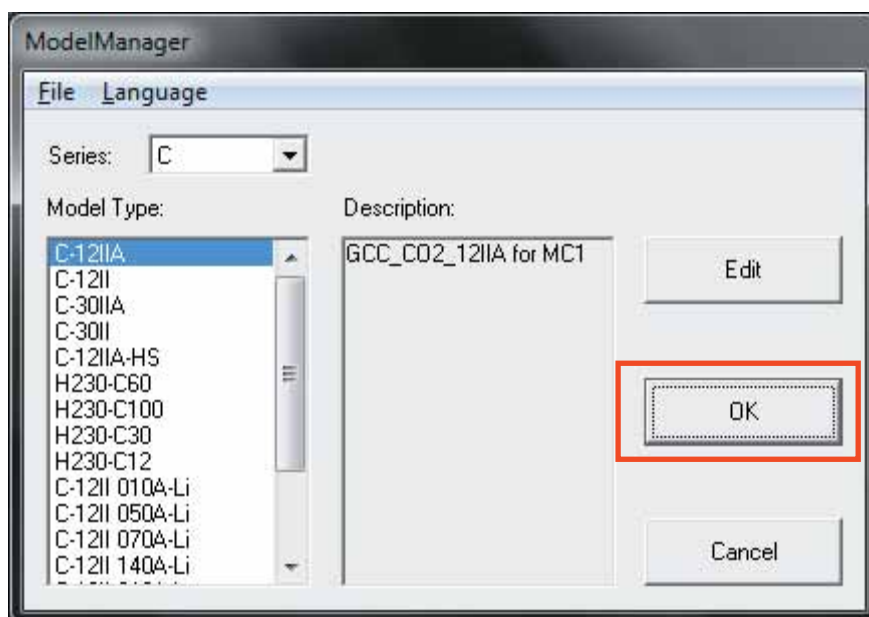 ModelManager
File Language
Series: C
Model Type:
C-12IIA
C-12II
C-30IIA
C-30II
C-12IIA-HS
H230-C60
H230-C100
H230-C30
H230-C12
C-12II 010A-Li
C-12II 050A-Li
C-12II 070A-Li
C-12II 140A-Li
Description:
GCC_CO2_12IIA for MC1
Edit
OK
Cancel